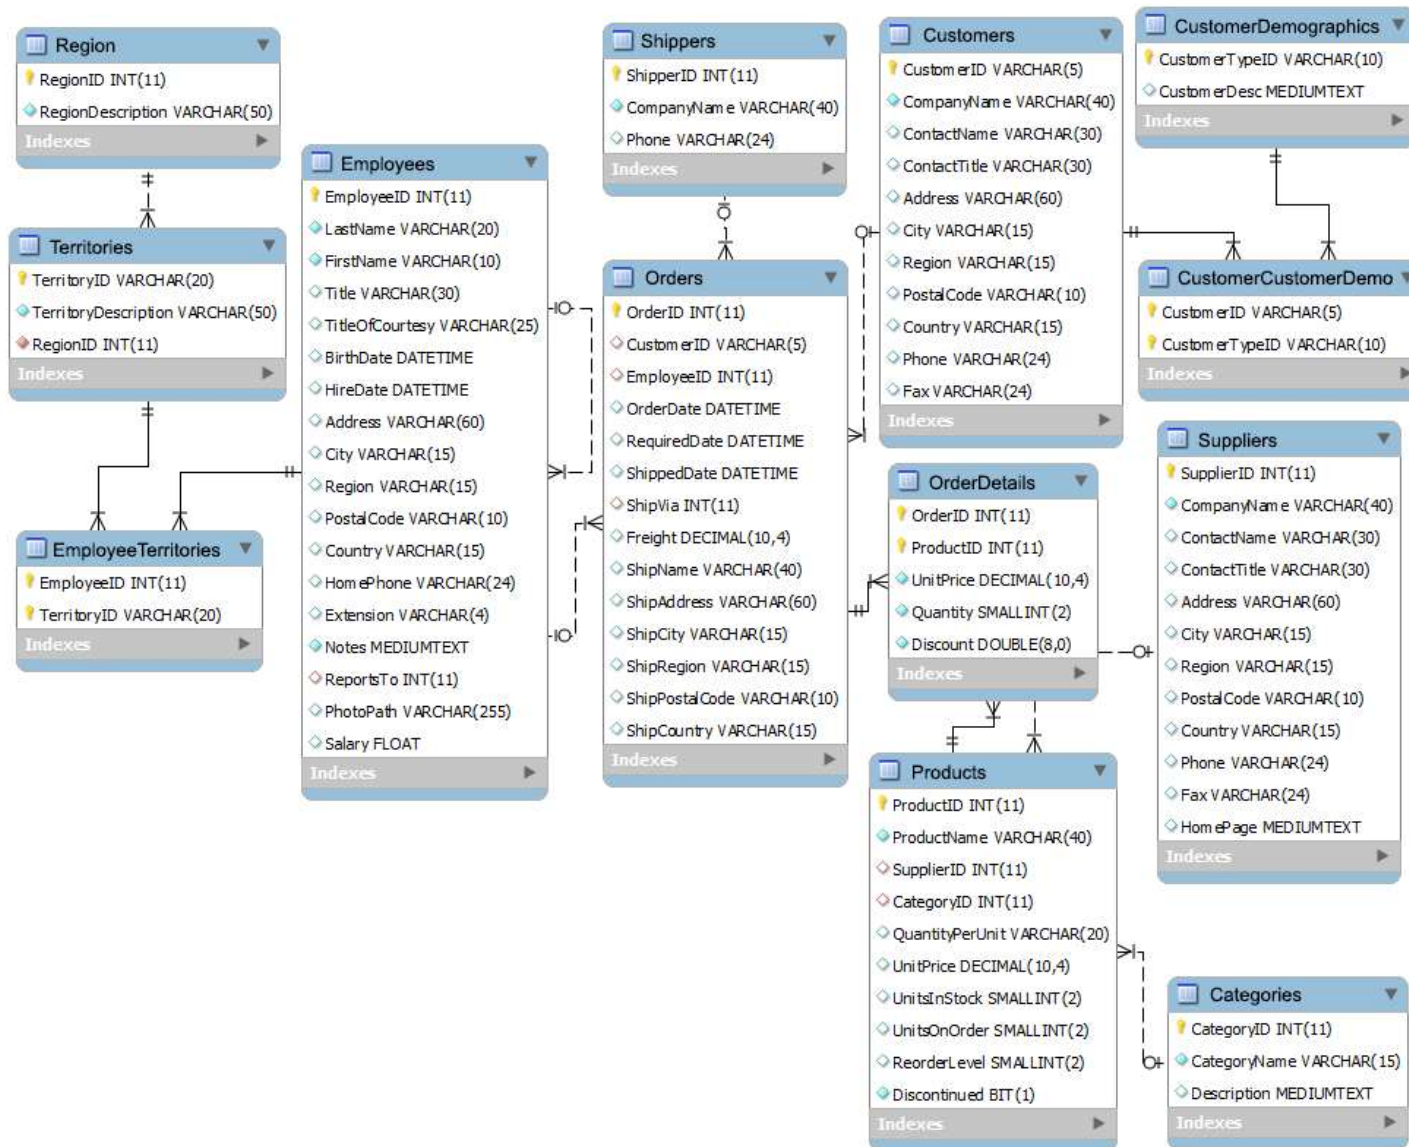 Region
RegionID INT(11)
RegionDescription VARCHAR(50)
Indexes
Territories
TerritoryID VARCHAR(20)
TerritoryDescription VARCHAR(50)
RegionID INT(11)
Indexes
EmployeeTerritories
EmployeeID INT(11)
TerritoryID VARCHAR(20)
Indexes
Employees
EmployeeID INT(11)
LastName VARCHAR(20)
FirstName VARCHAR(10)
Title VARCHAR(30)
TitleOfCourtesy VARCHAR(25)
BirthDate DATETIME
HireDate DATETIME
Address VARCHAR(60)
City VARCHAR(15)
Region VARCHAR(15)
PostalCode VARCHAR(10)
Country VARCHAR(15)
HomePhone VARCHAR(24)
Extension VARCHAR(4)
Notes MEDIUMTEXT
ReportsTo INT(11)
PhotoPath VARCHAR(255)
Salary FLOAT
Indexes
Shippers
ShipperID INT(11)
CompanyName VARCHAR(40)
Phone VARCHAR(24)
Indexes
Orders
OrderID INT(11)
CustomerID VARCHAR(5)
EmployeeID INT(11)
OrderDate DATETIME
RequiredDate DATETIME
ShippedDate DATETIME
ShipVia INT(11)
Freight DECIMAL(10,4)
ShipName VARCHAR(40)
ShipAddress VARCHAR(60)
ShipCity VARCHAR(15)
ShipRegion VARCHAR(15)
ShipPostalCode VARCHAR(10)
ShipCountry VARCHAR(15)
Indexes
Customers
CustomerID VARCHAR(5)
CompanyName VARCHAR(40)
ContactName VARCHAR(30)
ContactTitle VARCHAR(30)
Address VARCHAR(60)
City VARCHAR(15)
Region VARCHAR(15)
PostalCode VARCHAR(10)
Country VARCHAR(15)
Phone VARCHAR(24)
Fax VARCHAR(24)
Indexes
OrderDetails
OrderID INT(11)
ProductID INT(11)
UnitPrice DECIMAL(10,4)
Quantity SMALLINT(2)
Discount DOUBLE(8,0)
Indexes
Products
ProductID INT(11)
ProductName VARCHAR(40)
SupplierID INT(11)
CategoryID INT(11)
QuantityPerUnit VARCHAR(20)
UnitPrice DECIMAL(10,4)
UnitsInStock SMALLINT(2)
UnitsOnOrder SMALLINT(2)
ReorderLevel SMALLINT(2)
Discontinued BIT(1)
Indexes
CustomerDemographics
CustomerTypeID VARCHAR(10)
CustomerDesc MEDIUMTEXT
Indexes
CustomerCustomerDemo
CustomerID VARCHAR(5)
CustomerTypeID VARCHAR(10)
Indexes
Suppliers
SupplierID INT(11)
CompanyName VARCHAR(40)
ContactName VARCHAR(30)
ContactTitle VARCHAR(30)
Address VARCHAR(60)
City VARCHAR(15)
Region VARCHAR(15)
PostalCode VARCHAR(10)
Country VARCHAR(15)
Phone VARCHAR(24)
Fax VARCHAR(24)
HomePage MEDIUMTEXT
Indexes
Categories
CategoryID INT(11)
CategoryName VARCHAR(15)
Description MEDIUMTEXT
Indexes